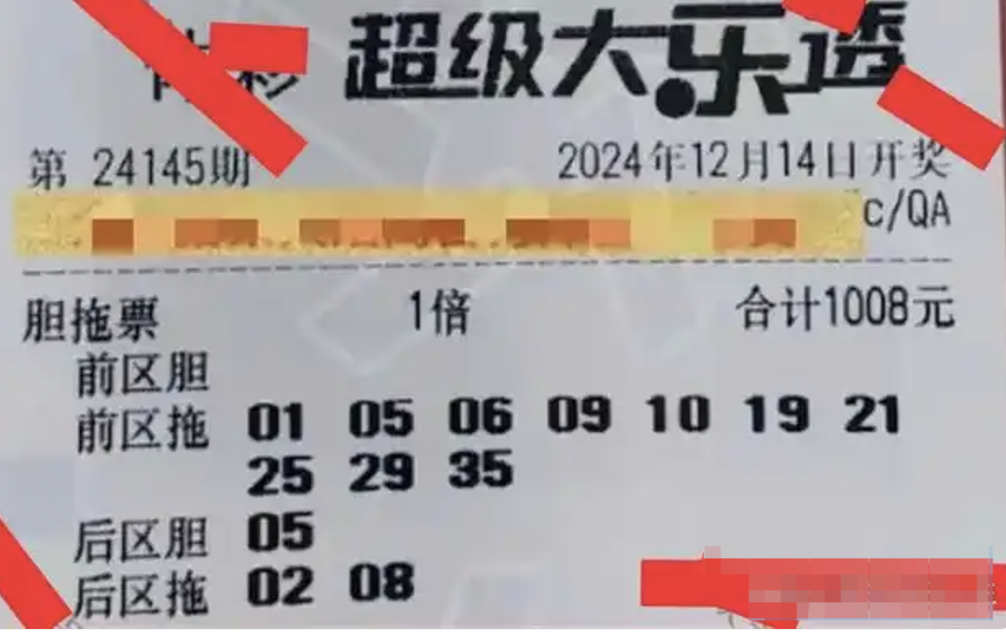 超级大乐透
第 24145期 2024年12月14日开奖
c/QA
胆拖票 1倍 合计1008元
前区胆
前区拖 01 05 06 09 10 19 21
25 29 35
后区胆 05
后区拖 02 08